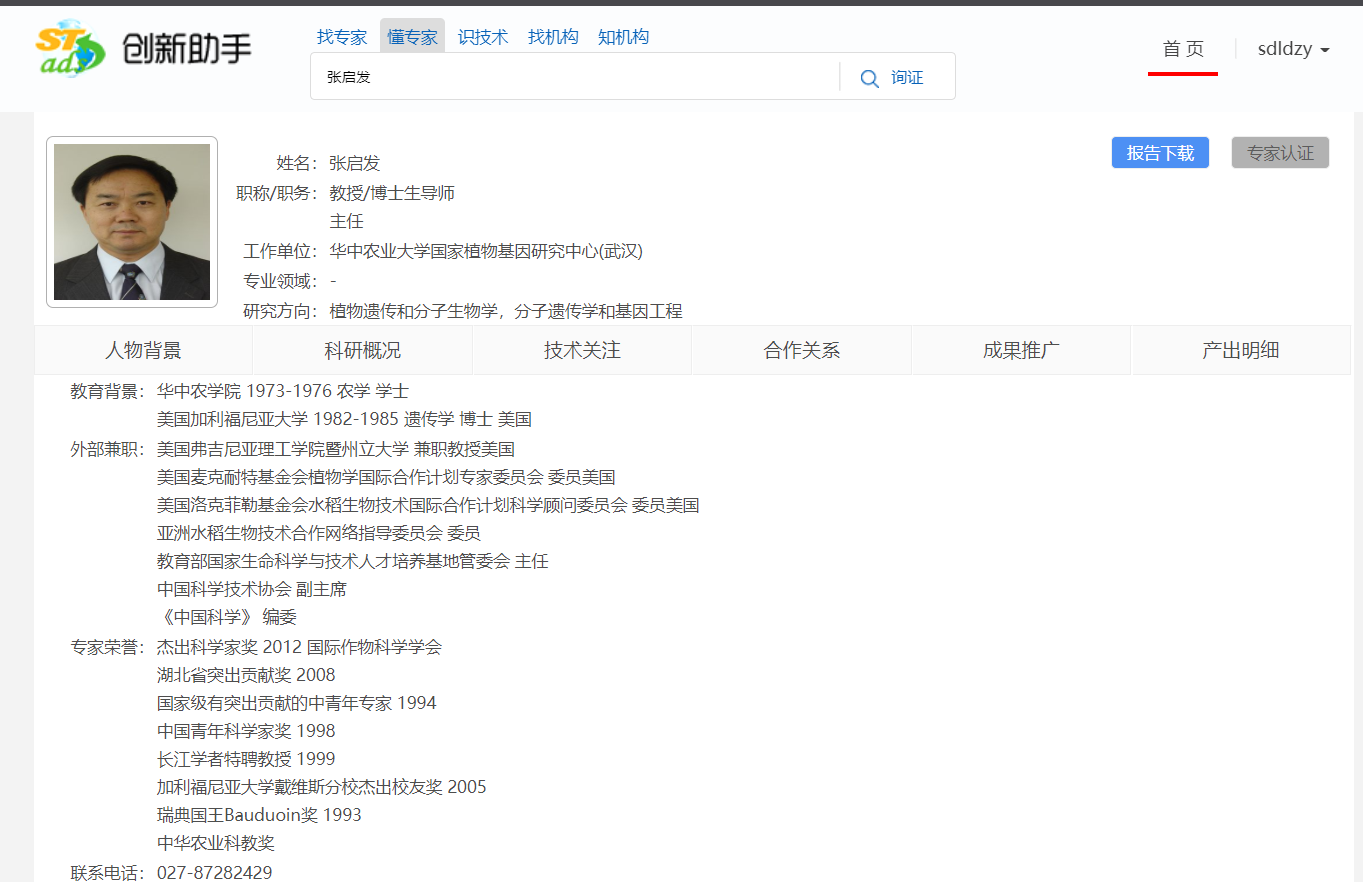 ST
ads
创新助手
找专家 懂专家 识技术 找机构 知机构
张启发 询证
首 页 sdldzy
报告下载 专家认证
姓名: 张启发
职称/职务: 教授/博士生导师
主任
工作单位: 华中农业大学国家植物基因研究中心(武汉)
专业领域: -
研究方向: 植物遗传和分子生物学，分子遗传学和基因工程
人物背景 科研概况 技术关注 合作关系 成果推广 产出明细
教育背景: 华中农学院 1973-1976 农学 学士
美国加利福尼亚大学 1982-1985 遗传学 博士 美国
外部兼职: 美国弗吉尼亚理工学院暨州立大学 兼职教授美国
美国麦克耐特基金会植物学国际合作计划专家委员会 委员美国
美国洛克菲勒基金会水稻生物技术国际合作计划科学顾问委员会 委员美国
亚洲水稻生物技术合作网络指导委员会 委员
教育部国家生命科学与技术人才培养基地管委会 主任
中国科学技术协会 副主席
《中国科学》 编委
专家荣誉: 杰出科学家奖 2012 国际作物科学学会
湖北省突出贡献奖 2008
国家级有突出贡献的中青年专家 1994
中国青年科学家奖 1998
长江学者特聘教授 1999
加利福尼亚大学戴维斯分校杰出校友奖 2005
瑞典国王Bauduoin奖 1993
中华农业科教奖
联系电话: 027-87282429